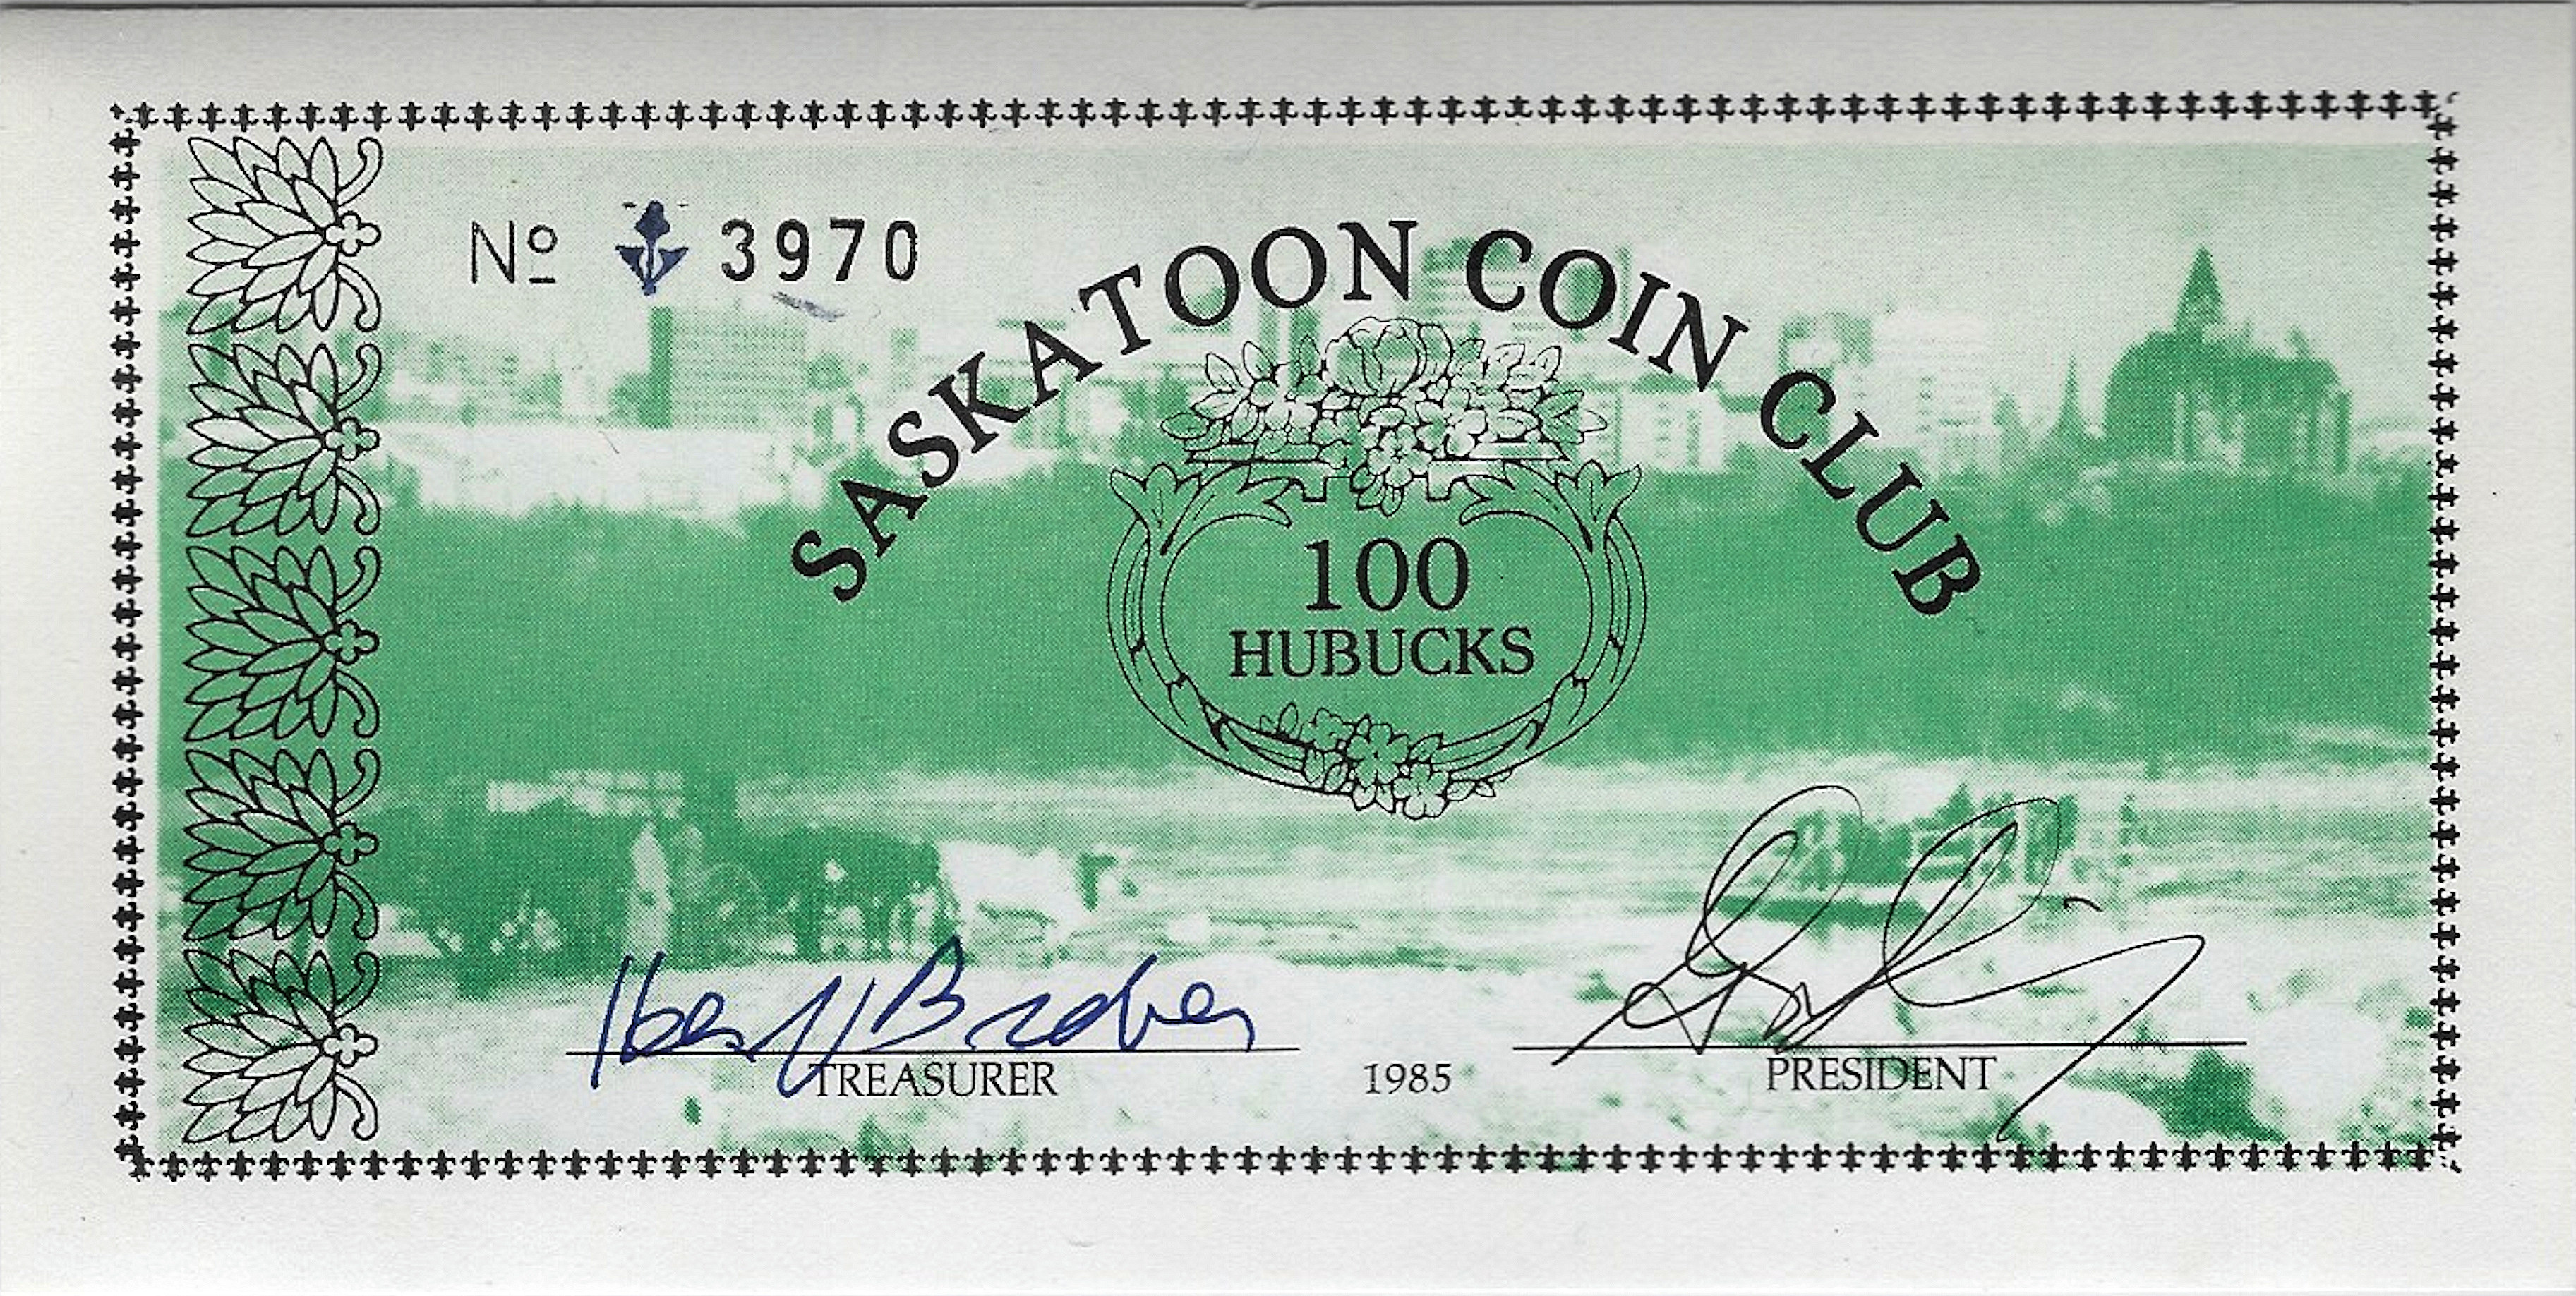 Nº 3970
SASKATOON COIN CLUB
100
HUBUCKS
TREASURER
1985
PRESIDENT